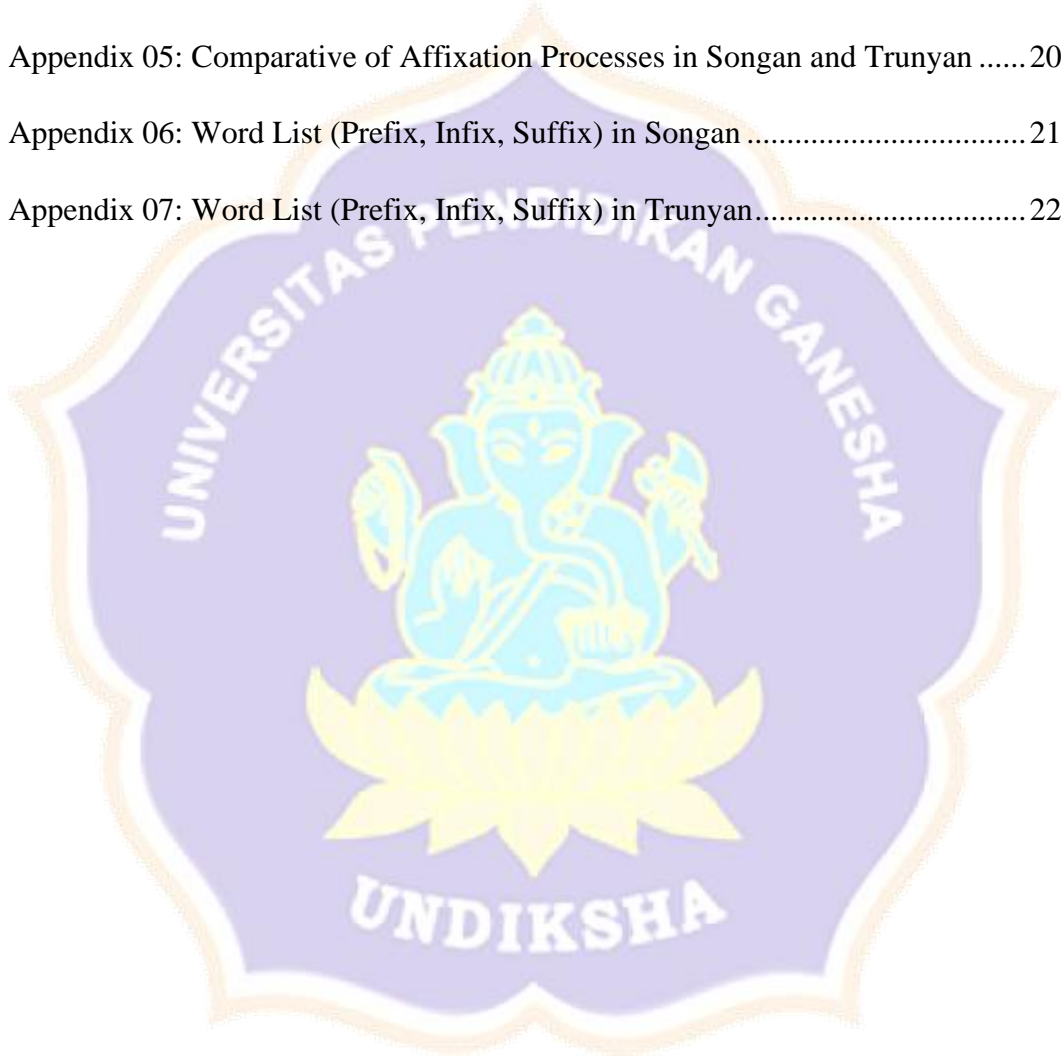 Appendix 05: Comparative of Affixation Processes in Songan and Trunyan ...... 20
Appendix 06: Word List (Prefix, Infix, Suffix) in Songan ................................ 21
Appendix 07: Word List (Prefix, Infix, Suffix) in Trunyan............................... 22
UNIVERSITAS PENDIDIKAN GANESHA
UNDIKSHA